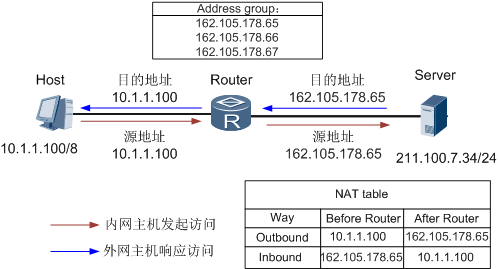 Address group：
162.105.178.65
162.105.178.66
162.105.178.67
Host
目的地址
10.1.1.100
Router
目的地址
162.105.178.65
Server
R
10.1.1.100/8
源地址
10.1.1.100
源地址
162.105.178.65
211.100.7.34/24
内网主机发起访问
外网主机响应访问
NAT table
Way Before Router After Router
Outbound 10.1.1.100 162.105.178.65
Inbound 162.105.178.65 10.1.1.100